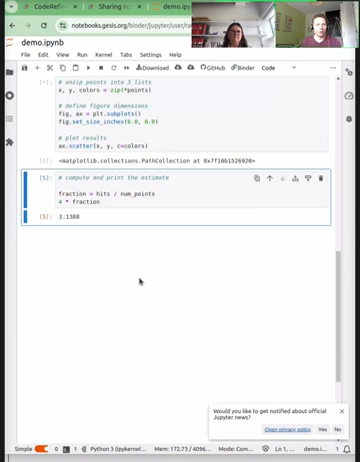 CodeRefin
Sharing no
demo.ip
notebooks.gesis.org/binder/jupyter/user/ra
demo.ipynb
File Edit View Run Kernel Tabs Settings Help
Download GitHub Binder Code
[*]: # unzip points into 3 lists
x, y, colors = zip(*points)
# define figure dimensions
fig, ax = plt.subplots()
fig.set_size_inches(6.0, 6.0)
# plot results
ax.scatter(x, y, c=colors)
<matplotlib.collections.PathCollection at 0x7f10b1526920>
[5]: # compute and print the estimate
fraction = hits / num_points
4 * fraction
[5]: 3.1388
Would you like to get notified about official
Jupyter news?
Open privacy policy Yes No
Simple 0 1 Python 3 (ipykernel... Mem: 172.73 / 4096... Mode: Com... Ln 1, ... demo.i...